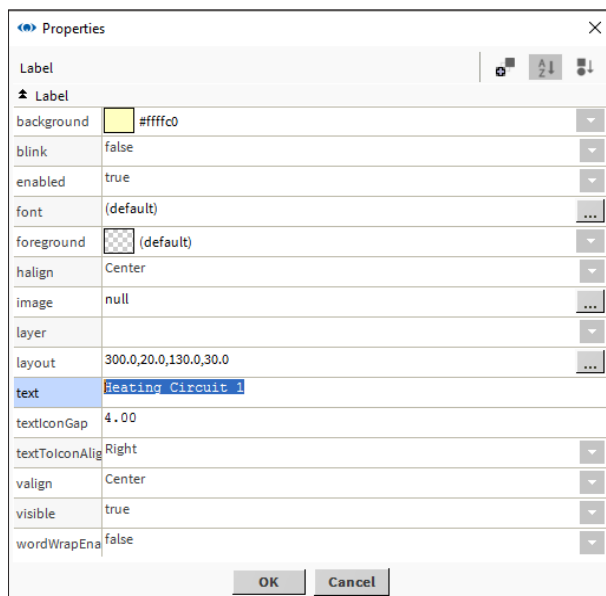 Properties
Label
A
Z
Label
background #ffffc0
blink false
enabled true
font (default) ...
foreground (default)
halign Center
image null ...
layer
layout 300.0,20.0,130.0,30.0 ...
text Heating Circuit 1
textIconGap 4.00
textToIconAlig Right
valign Center
visible true
wordWrapEna false
OK Cancel